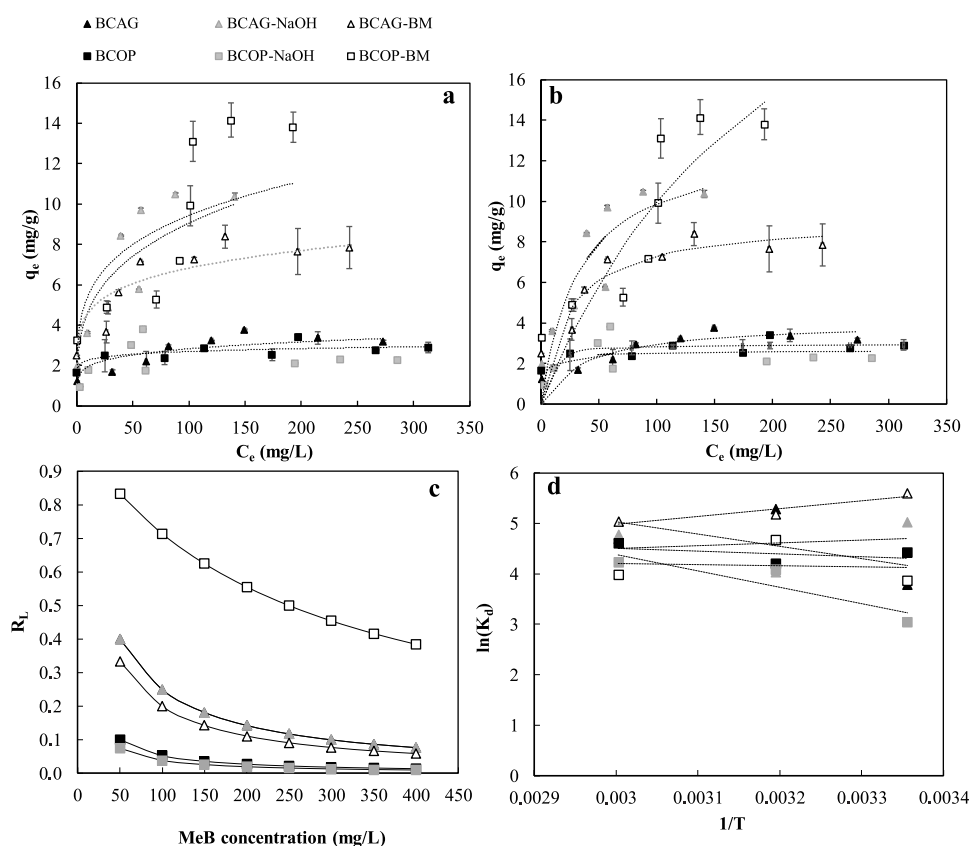 BCAG BCAG-NaOH BCAG-BM
BCOP BCOP-NaOH BCOP-BM
a
16
14
12
10
8
6
4
2
0
qe (mg/g)
0 50 100 150 200 250 300 350
Ce (mg/L)
b
16
14
12
10
8
6
4
2
0
qe (mg/g)
0 50 100 150 200 250 300 350
Ce (mg/L)
c
0.9
0.8
0.7
0.6
0.5
0.4
0.3
0.2
0.1
0.0
RL
0 50 100 150 200 250 300 350 400 450
MeB concentration (mg/L)
d
6
5
4
3
2
1
0
ln(Kd)
0.0029 0.003 0.0031 0.0032 0.0033 0.0034
1/T